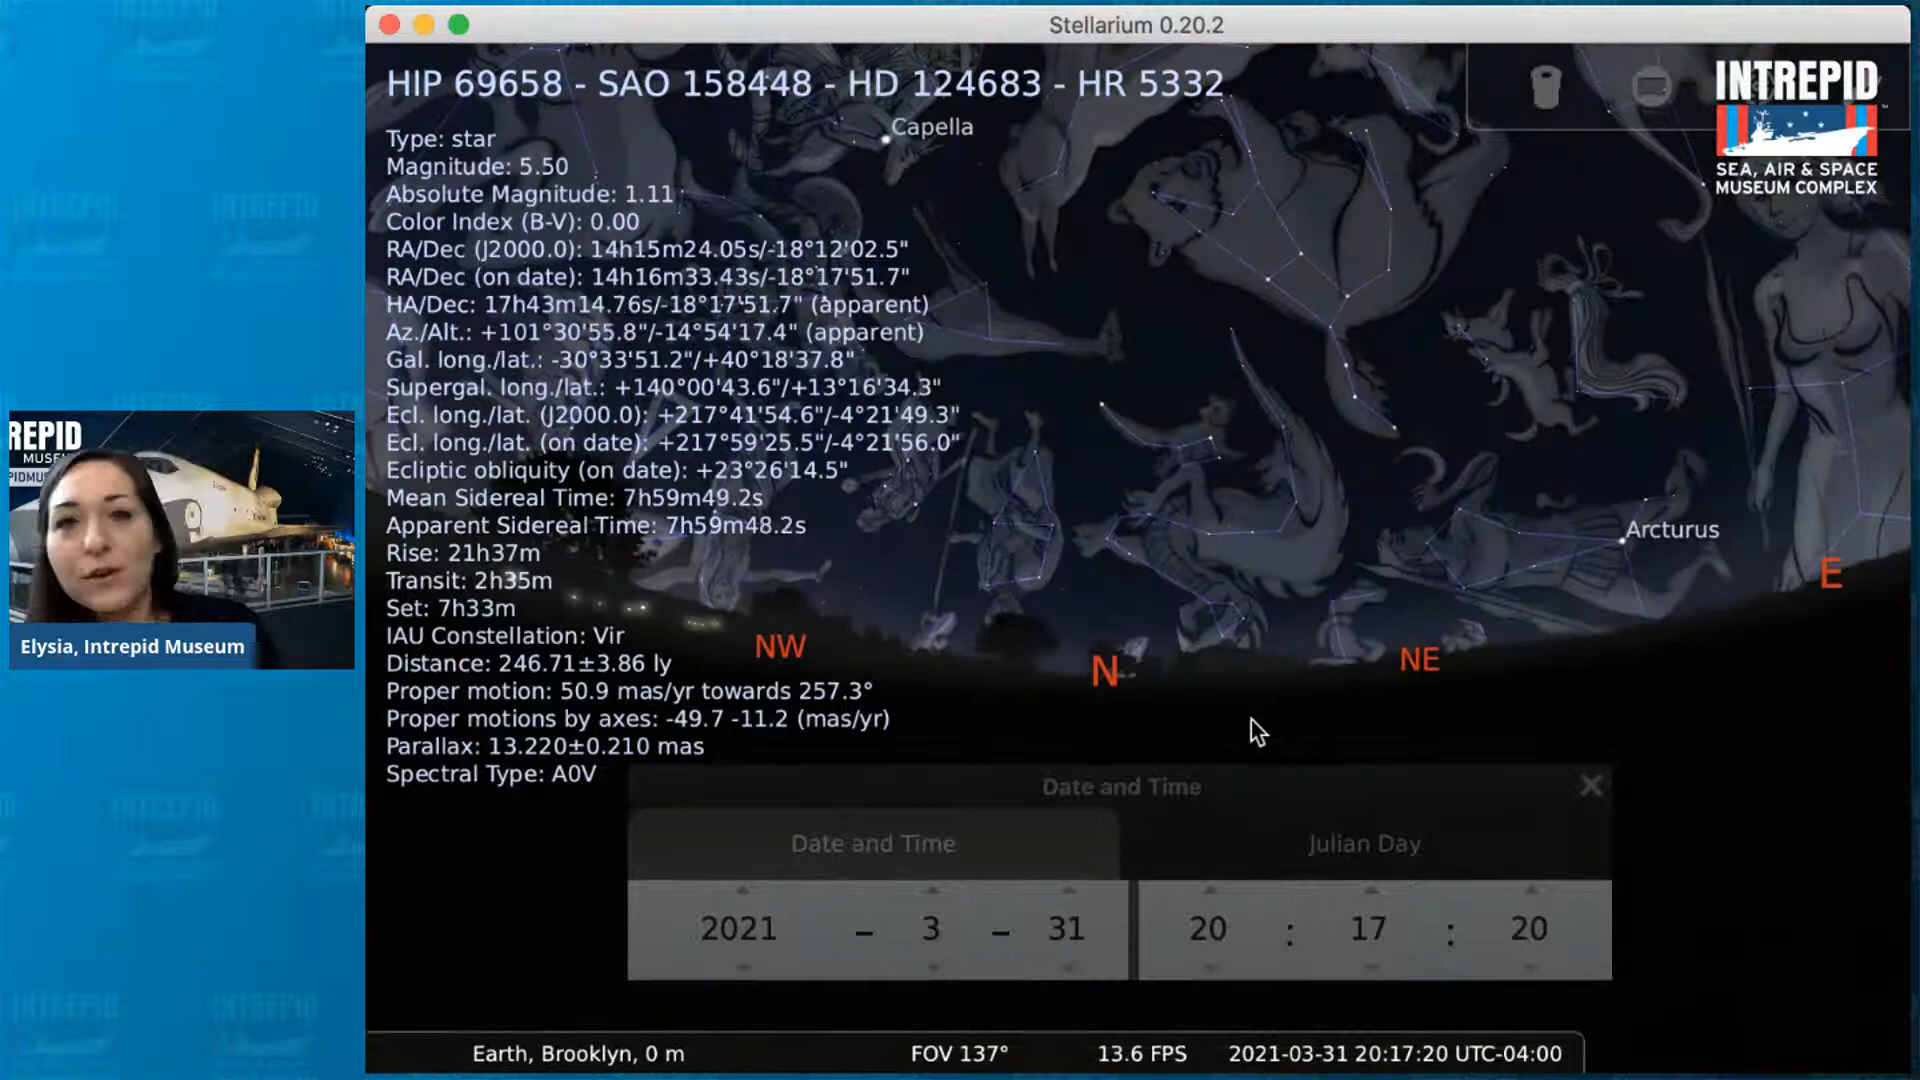 Stellarium 0.20.2
HIP 69658 - SAO 158448 - HD 124683 - HR 5332
Type: star
Magnitude: 5.50
Absolute Magnitude: 1.11
Color Index (B-V): 0.00
RA/Dec (J2000.0): 14h15m24.05s/-18°12'02.5"
RA/Dec (on date): 14h16m33.43s/-18°17'51.7"
HA/Dec: 17h43m14.76s/-18°17'51.7" (apparent)
Az./Alt.: +101°30'55.8"/-14°54'17.4" (apparent)
Gal. long./lat.: -30°33'51.2"/+40°18'37.8"
Supergal. long./lat.: +140°00'43.6"/+13°16'34.3"
Ecl. long./lat. (J2000.0): +217°41'54.6"/-4°21'49.3"
Ecl. long./lat. (on date): +217°59'25.5"/-4°21'56.0"
Ecliptic obliquity (on date): +23°26'14.5"
Mean Sidereal Time: 7h59m49.2s
Apparent Sidereal Time: 7h59m48.2s
Rise: 21h37m
Transit: 2h35m
Set: 7h33m
IAU Constellation: Vir
Distance: 246.71±3.86 ly
Proper motion: 50.9 mas/yr towards 257.3°
Proper motions by axes: -49.7 -11.2 (mas/yr)
Parallax: 13.220±0.210 mas
Spectral Type: A0V
Capella
Arcturus
NW
N
NE
E
INTREPID
SEA, AIR & SPACE
MUSEUM COMPLEX
REPID
MUSEU
PIDMUS
Elysia, Intrepid Museum
Date and Time
Date and Time
Julian Day
2021 - 3 - 31 20 : 17 : 20
Earth, Brooklyn, 0 m FOV 137° 13.6 FPS 2021-03-31 20:17:20 UTC-04:00